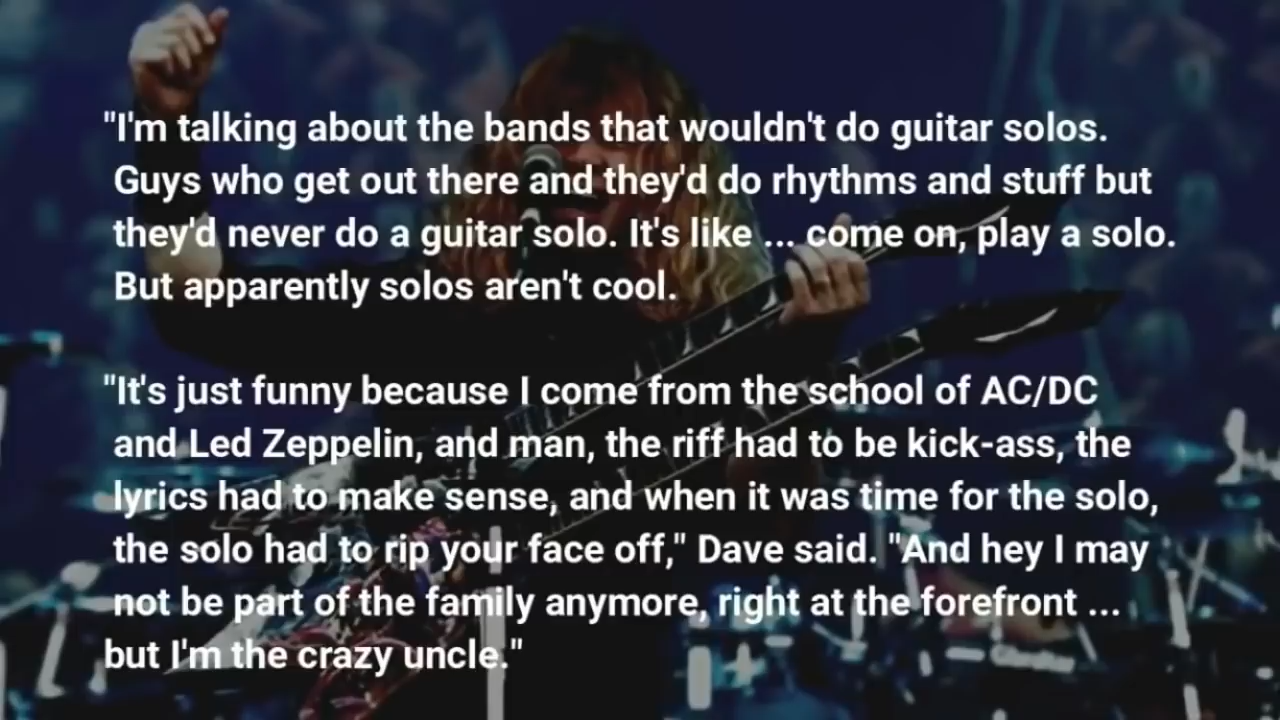 "I'm talking about the bands that wouldn't do guitar solos.
Guys who get out there and they'd do rhythms and stuff but
they'd never do a guitar solo. It's like ... come on, play a solo.
But apparently solos aren't cool.
"It's just funny because I come from the school of AC/DC
and Led Zeppelin, and man, the riff had to be kick-ass, the
lyrics had to make sense, and when it was time for the solo,
the solo had to rip your face off," Dave said. "And hey I may
not be part of the family anymore, right at the forefront ...
but I'm the crazy uncle."